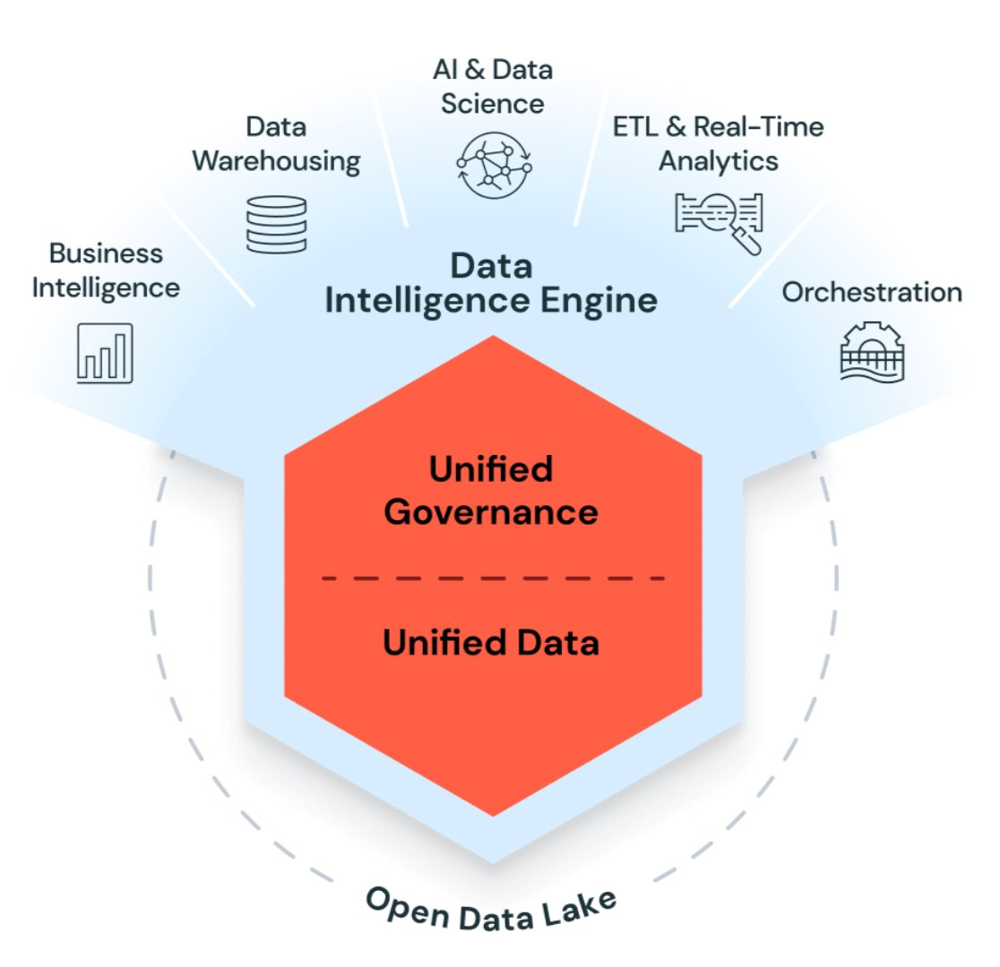 AI & Data
Science
Data
Warehousing
ETL & Real-Time
Analytics
Business
Intelligence
Orchestration
Data
Intelligence Engine
Unified
Governance
Unified Data
Open Data Lake